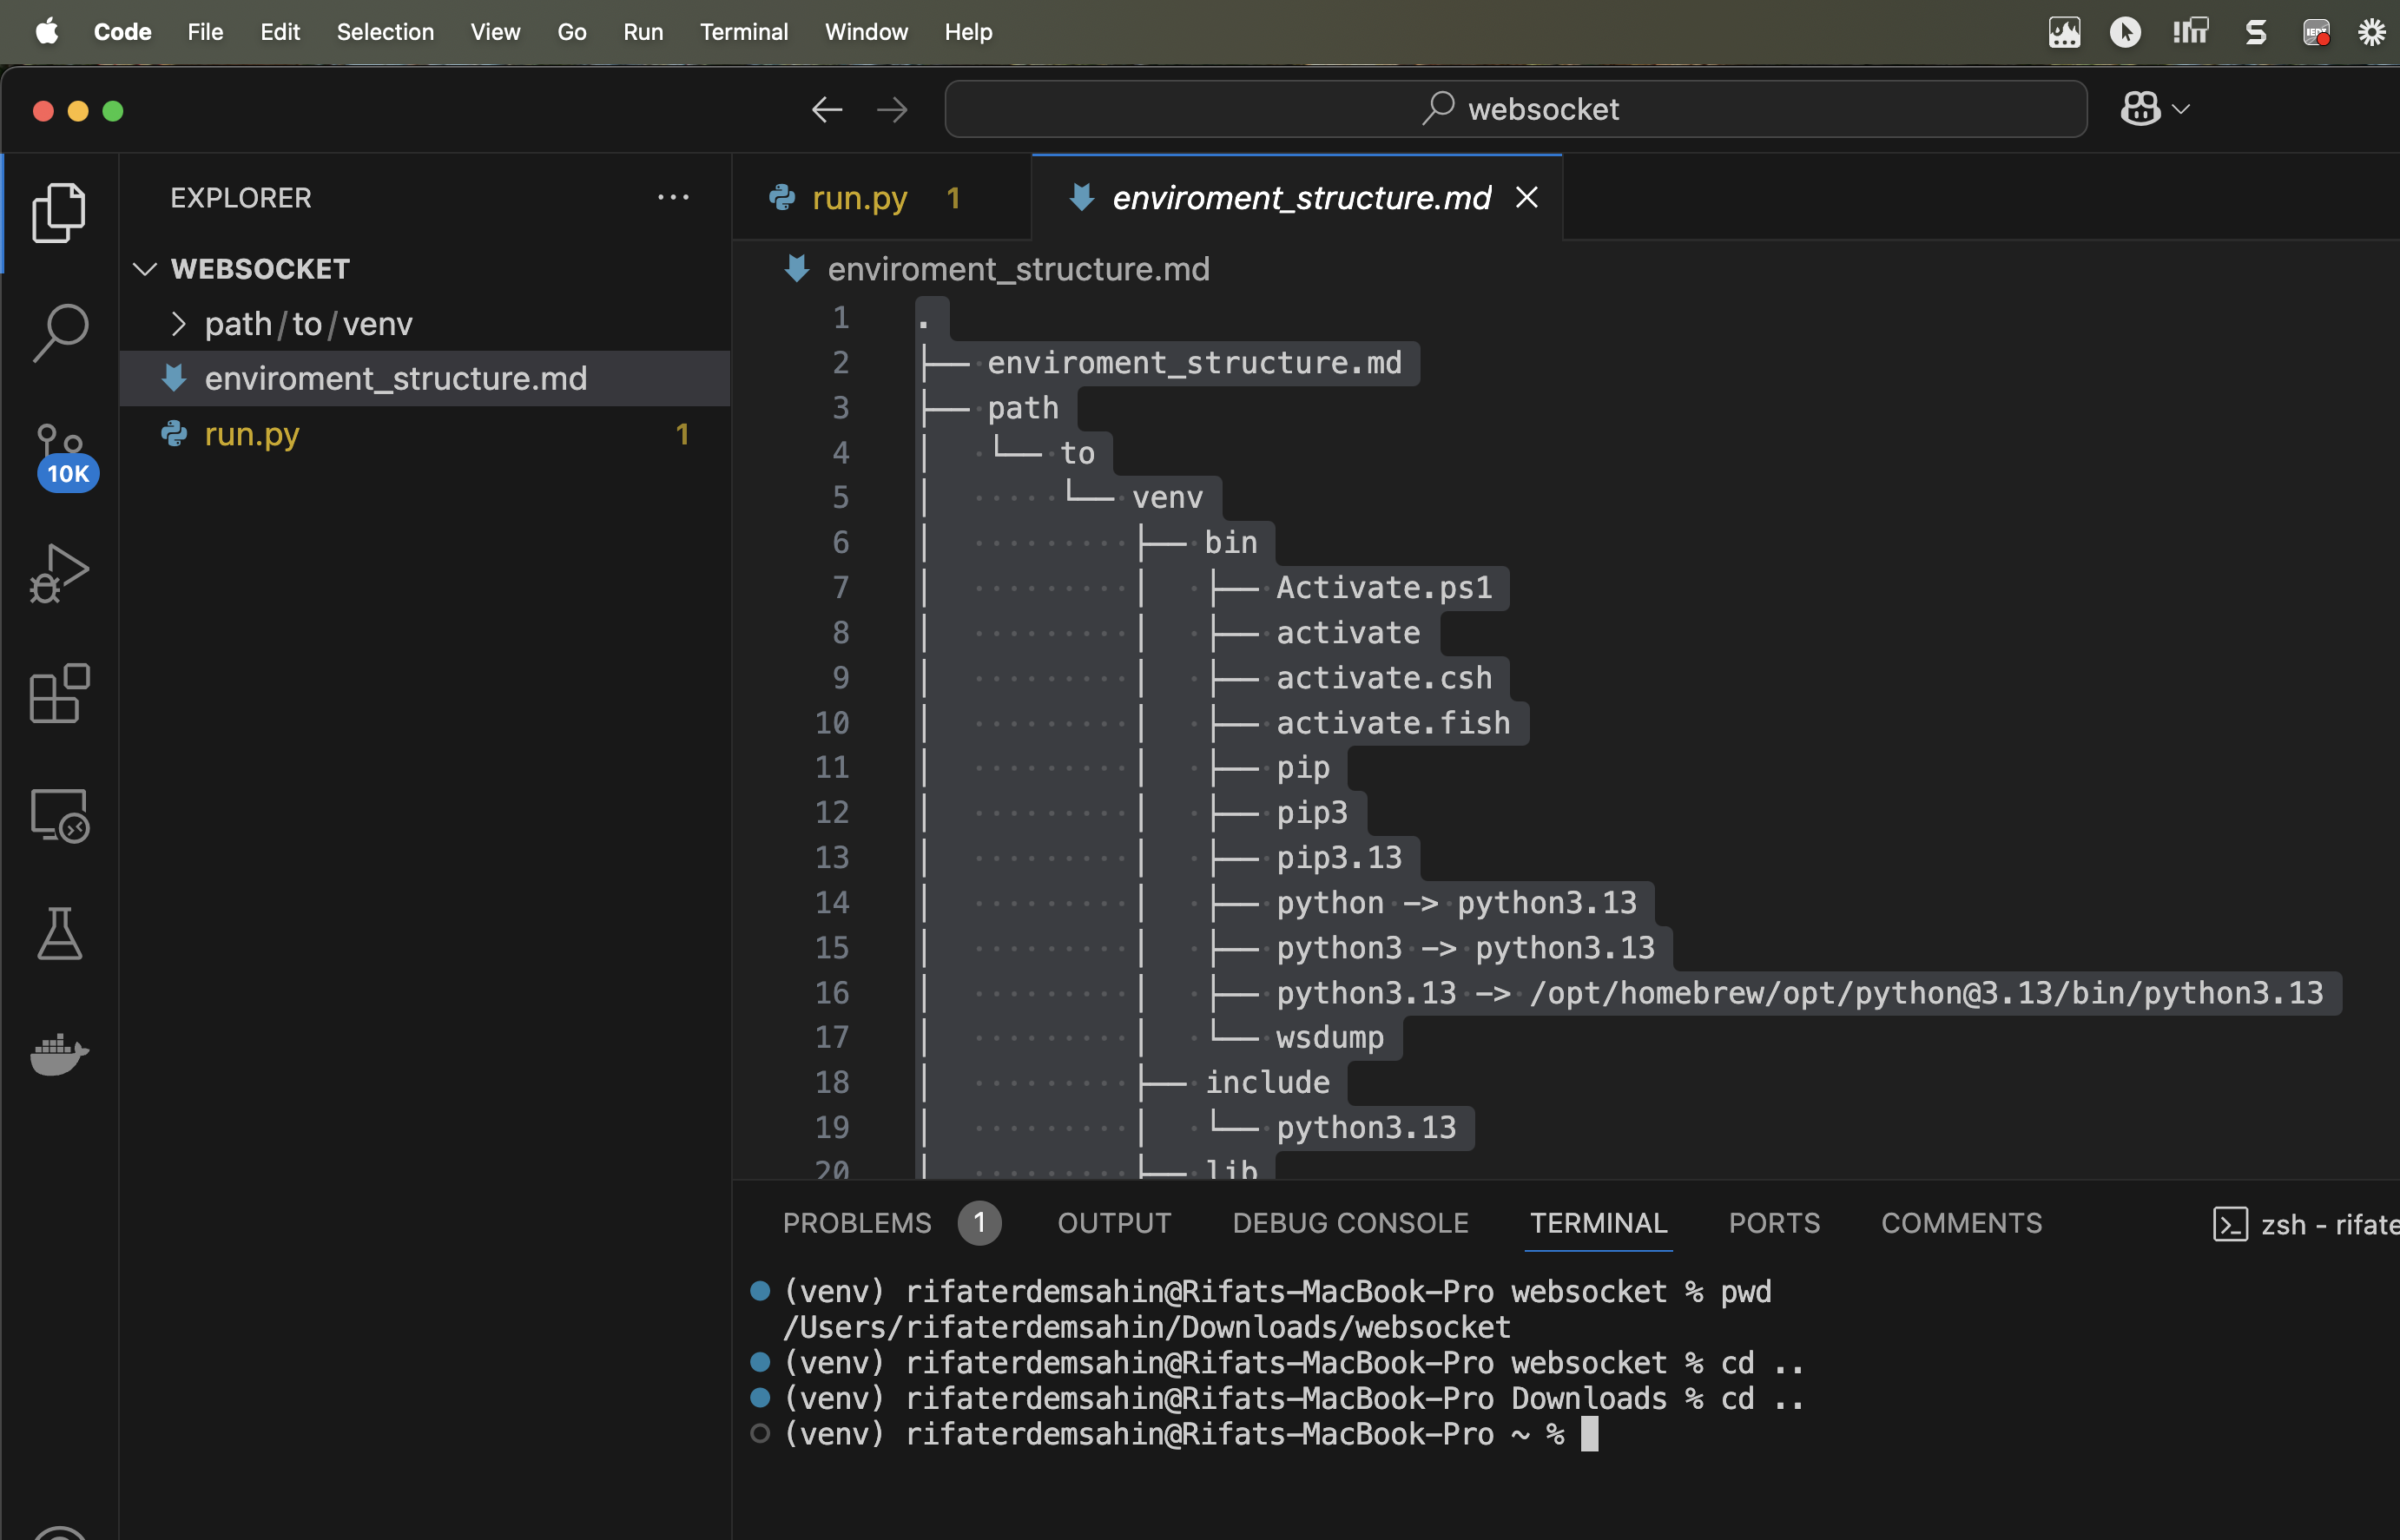 Code File Edit Selection View Go Run Terminal Window Help
websocket
EXPLORER
WEBSOCKET
path/to/venv
enviroment_structure.md
run.py 1
10K
run.py 1 enviroment_structure.md
enviroment_structure.md
1 .
2 ├── enviroment_structure.md
3 ├── path
4 │   └── to
5 │       └── venv
6 │           ├── bin
7 │           │   ├── Activate.ps1
8 │           │   ├── activate
9 │           │   ├── activate.csh
10 │           │   ├── activate.fish
11 │           │   ├── pip
12 │           │   ├── pip3
13 │           │   ├── pip3.13
14 │           │   ├── python -> python3.13
15 │           │   ├── python3 -> python3.13
16 │           │   ├── python3.13 -> /opt/homebrew/opt/python@3.13/bin/python3.13
17 │           │   └── wsdump
18 │           ├── include
19 │           │   └── python3.13
20 │           ├── lib
PROBLEMS 1 OUTPUT DEBUG CONSOLE TERMINAL PORTS COMMENTS zsh - rifate
(venv) rifaterdemsahin@Rifats-MacBook-Pro websocket % pwd
/Users/rifaterdemsahin/Downloads/websocket
(venv) rifaterdemsahin@Rifats-MacBook-Pro websocket % cd ..
(venv) rifaterdemsahin@Rifats-MacBook-Pro Downloads % cd ..
(venv) rifaterdemsahin@Rifats-MacBook-Pro ~ %